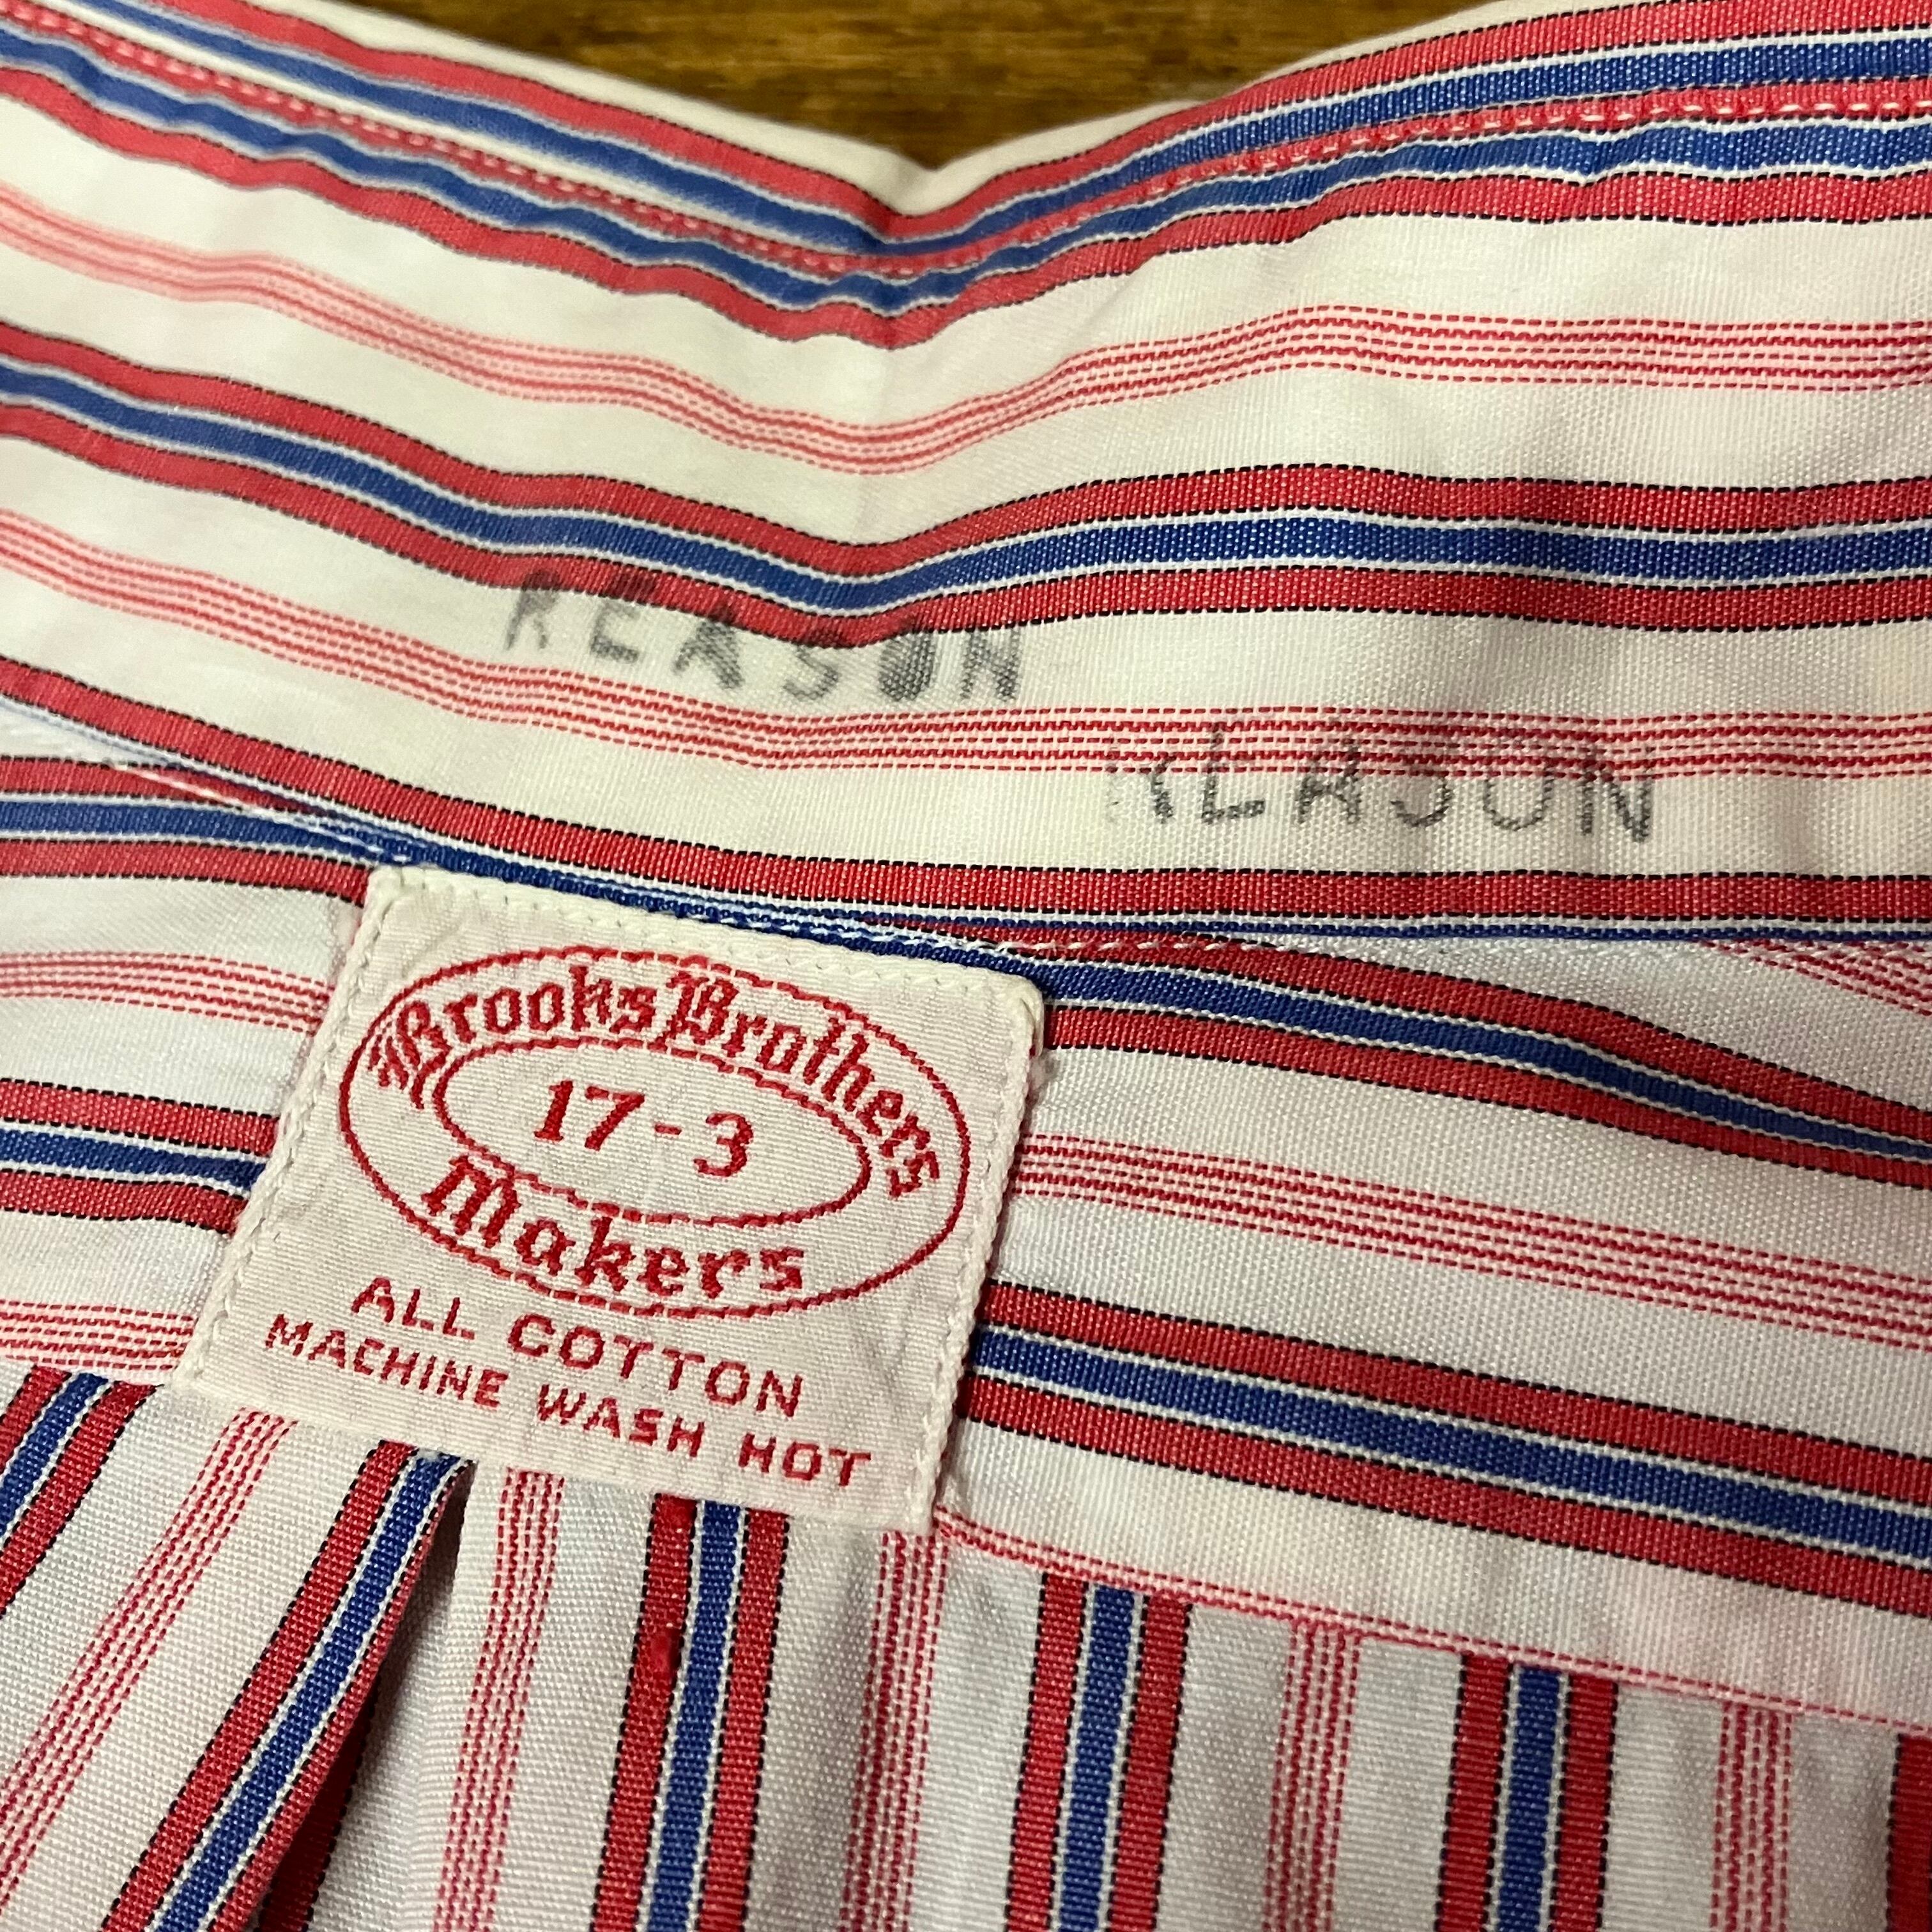 REASON
REASON
Brooks Brothers
17-3
Makers
ALL COTTON
MACHINE WASH HOT